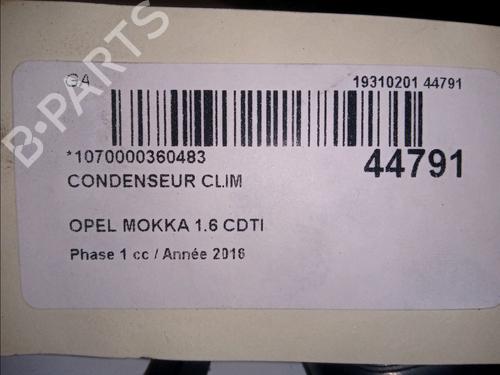 GA
19310201 44791
*1070000360483
44791
CONDENSEUR CLIM
OPEL MOKKA 1.6 CDTI
Phase 1 cc / Année 2016
B-PARTS